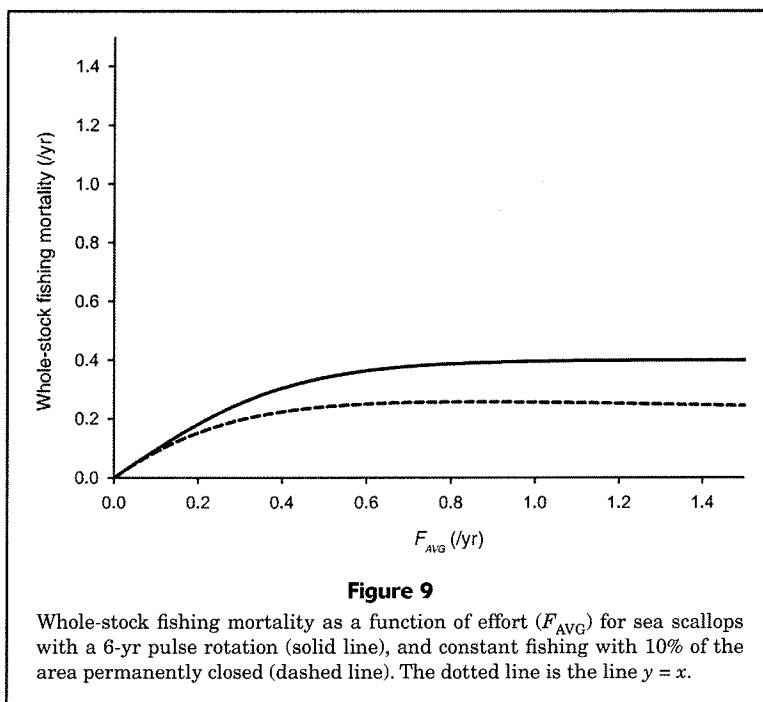 1.4
1.2
1.0
0.8
0.6
0.4
0.2
0.0
Whole-stock fishing mortality (/yr)
0.0 0.2 0.4 0.6 0.8 1.0 1.2 1.4
F_AVG (/yr)
Figure 9
Whole-stock fishing mortality as a function of effort (F_AVG) for sea scallops
with a 6-yr pulse rotation (solid line), and constant fishing with 10% of the
area permanently closed (dashed line). The dotted line is the line y = x.